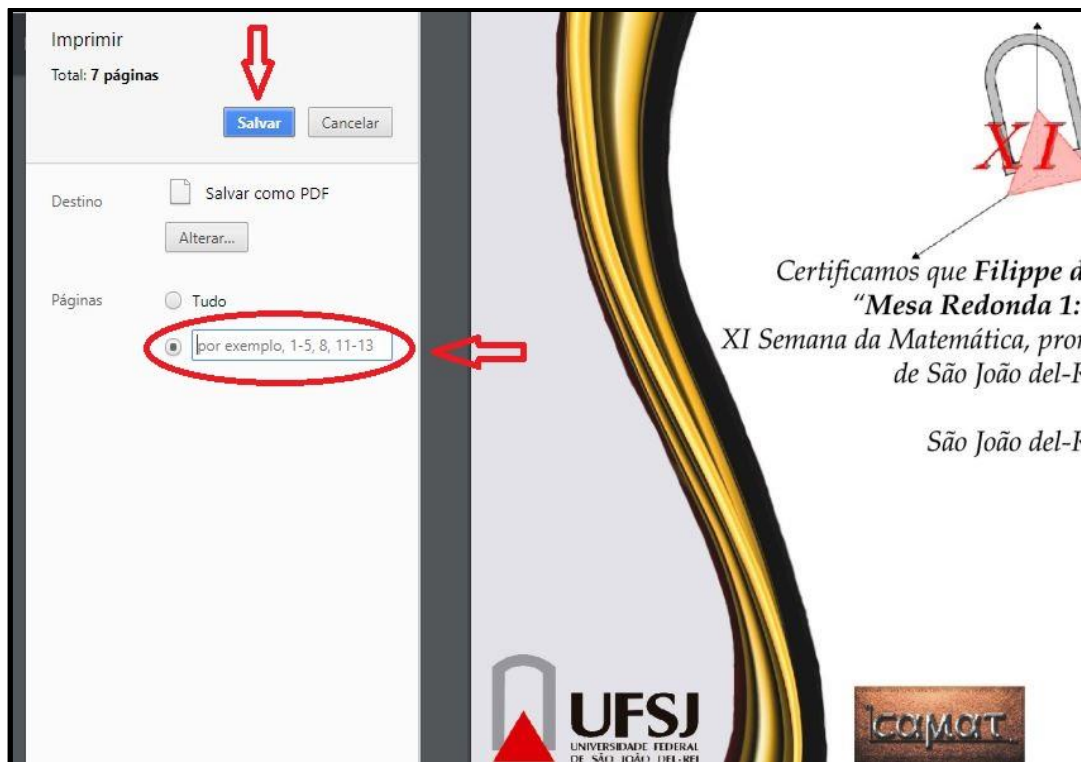 Imprimir
Total: 7 páginas
Salvar Cancelar
Destino Salvar como PDF
Alterar...
Páginas Tudo
por exemplo, 1-5, 8, 11-13
XI
Certificamos que Filippe d
“Mesa Redonda 1:
XI Semana da Matemática, pro
de São João del-R
São João del-R
UFSJ
UNIVERSIDADE FEDERAL
DE SÃO JOÃO DEL-REI
camat